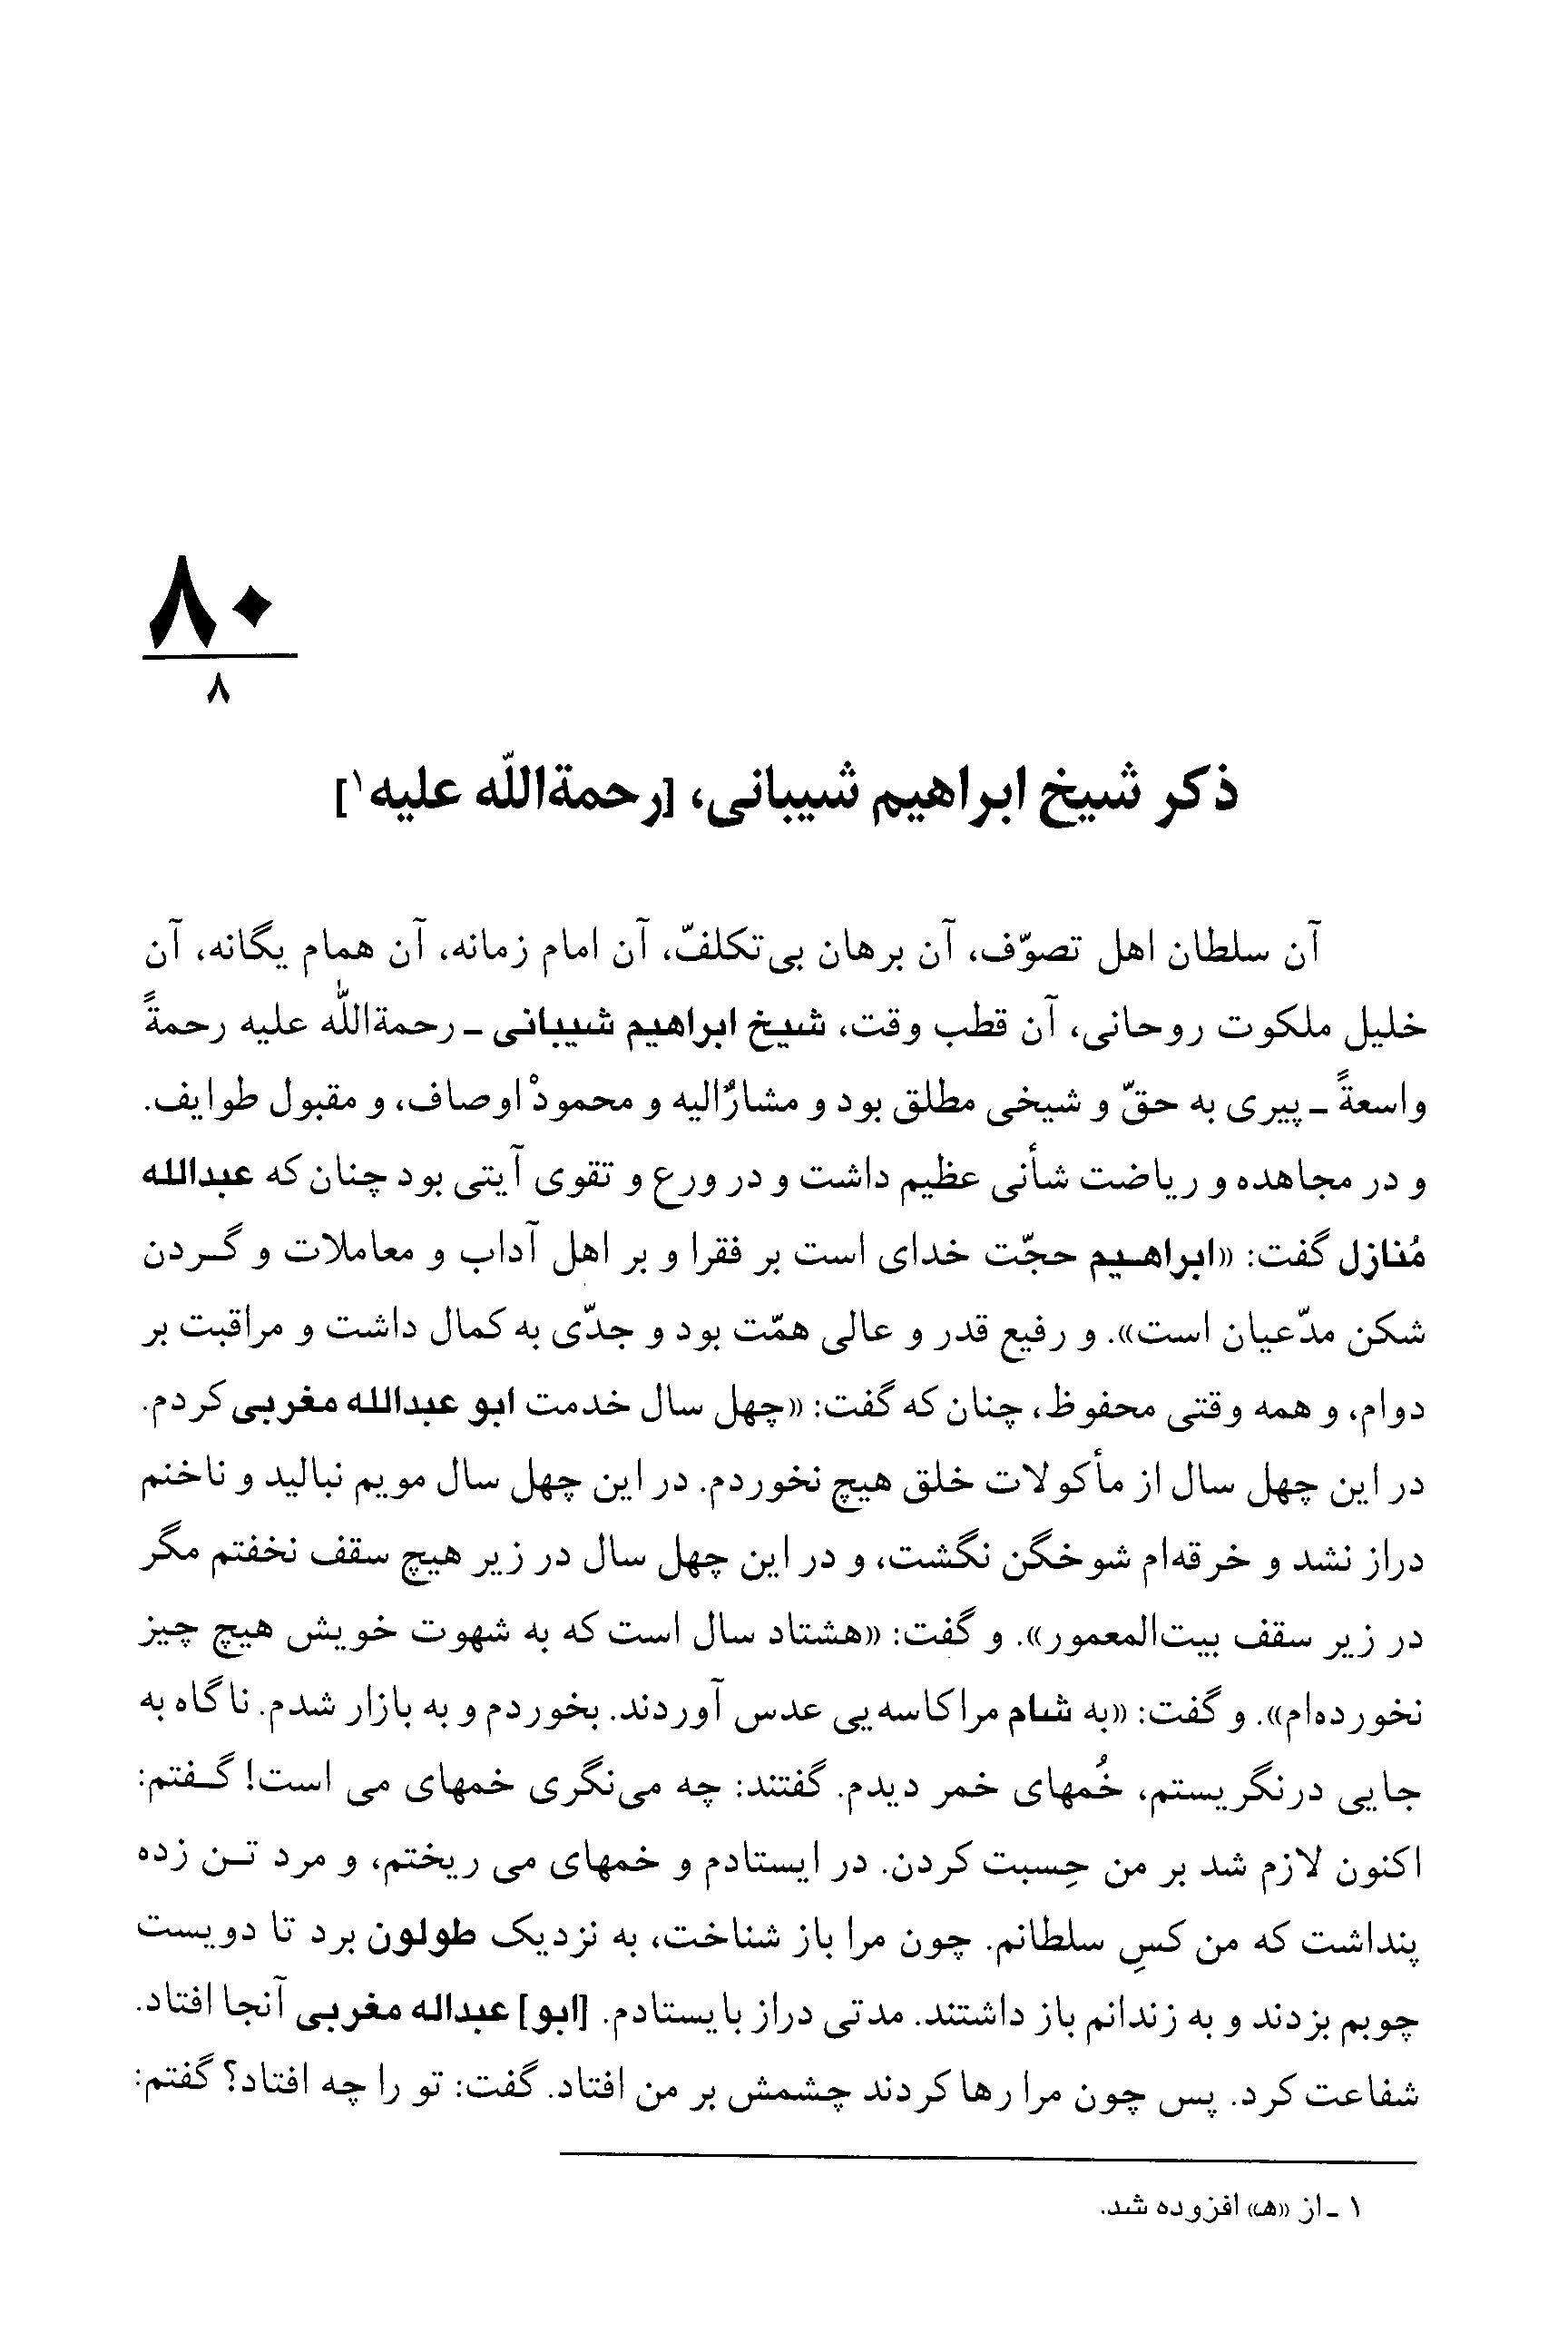 ۸۰
۸
ذکر شیخ ابراهیم شیبانی، [رحمةاللّه علیه۱]
آن سلطان اهل تصوّف، آن برهان بی‌تکلفّ، آن امام زمانه، آن همام یگانه، آن
خلیل ملکوت روحانی، آن قطب وقت، شیخ ابراهیم شیبانی ـ رحمةاللّٰه علیه رحمةً
واسعةً ـ پیری به حقّ و شیخی مطلق بود و مشارٌالیه و محمودْ اوصاف، و مقبول طوایف.
و در مجاهده و ریاضت شأنی عظیم داشت و در ورع و تقوی آیتی بود چنان که عبدالله
مُنازل گفت: «ابراهـیم حجّت خدای است بر فقرا و بر اهل آداب و معاملات و گـردن
شکن مدّعیان است». و رفیع قدر و عالی همّت بود و جدّی به کمال داشت و مراقبت بر
دوام، و همه وقتی محفوظ، چنان که گفت: «چهل سال خدمت ابو عبدالله مغربی کردم.
در این چهل سال از مأکولات خلق هیچ نخوردم. در این چهل سال مویم نبالید و ناخنم
دراز نشد و خرقه‌ام شوخگن نگشت، و در این چهل سال در زیر هیچ سقف نخفتم مگر
در زیر سقف بیت‌المعمور». و گفت: «هشتاد سال است که به شهوت خویش هیچ چیز
نخورده‌ام». و گفت: «به شام مرا کاسه‌یی عدس آوردند. بخوردم و به بازار شدم. ناگاه به
جایی درنگریستم، خُمهای خمر دیدم. گفتند: چه می‌نگری خمهای می است! گـفتم:
اکنون لازم شد بر من حِسبت کردن. در ایستادم و خمهای می ریختم، و مرد تـن زده
پنداشت که من کسِ سلطانم. چون مرا باز شناخت، به نزدیک طولون برد تا دویست
چوبم بزدند و به زندانم باز داشتند. مدتی دراز بایستادم. [ابو] عبداله مغربی آنجا افتاد.
شفاعت کرد. پس چون مرا رها کردند چشمش بر من افتاد. گفت: تو را چه افتاد؟ گفتم:
۱ ـ از «هـ» افزوده شد.